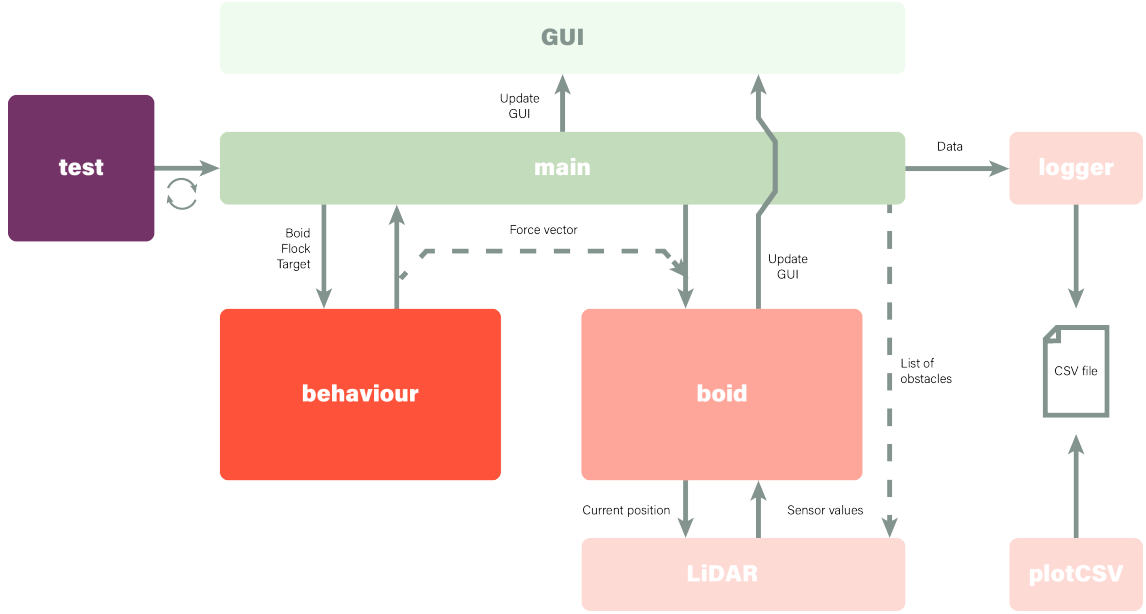 GUI
Update
GUI
test
main
Data
logger
Boid
Flock
Target
Force vector
Update
GUI
behaviour
boid
List of
obstacles
CSV file
Current position
Sensor values
LiDAR
plotCSV